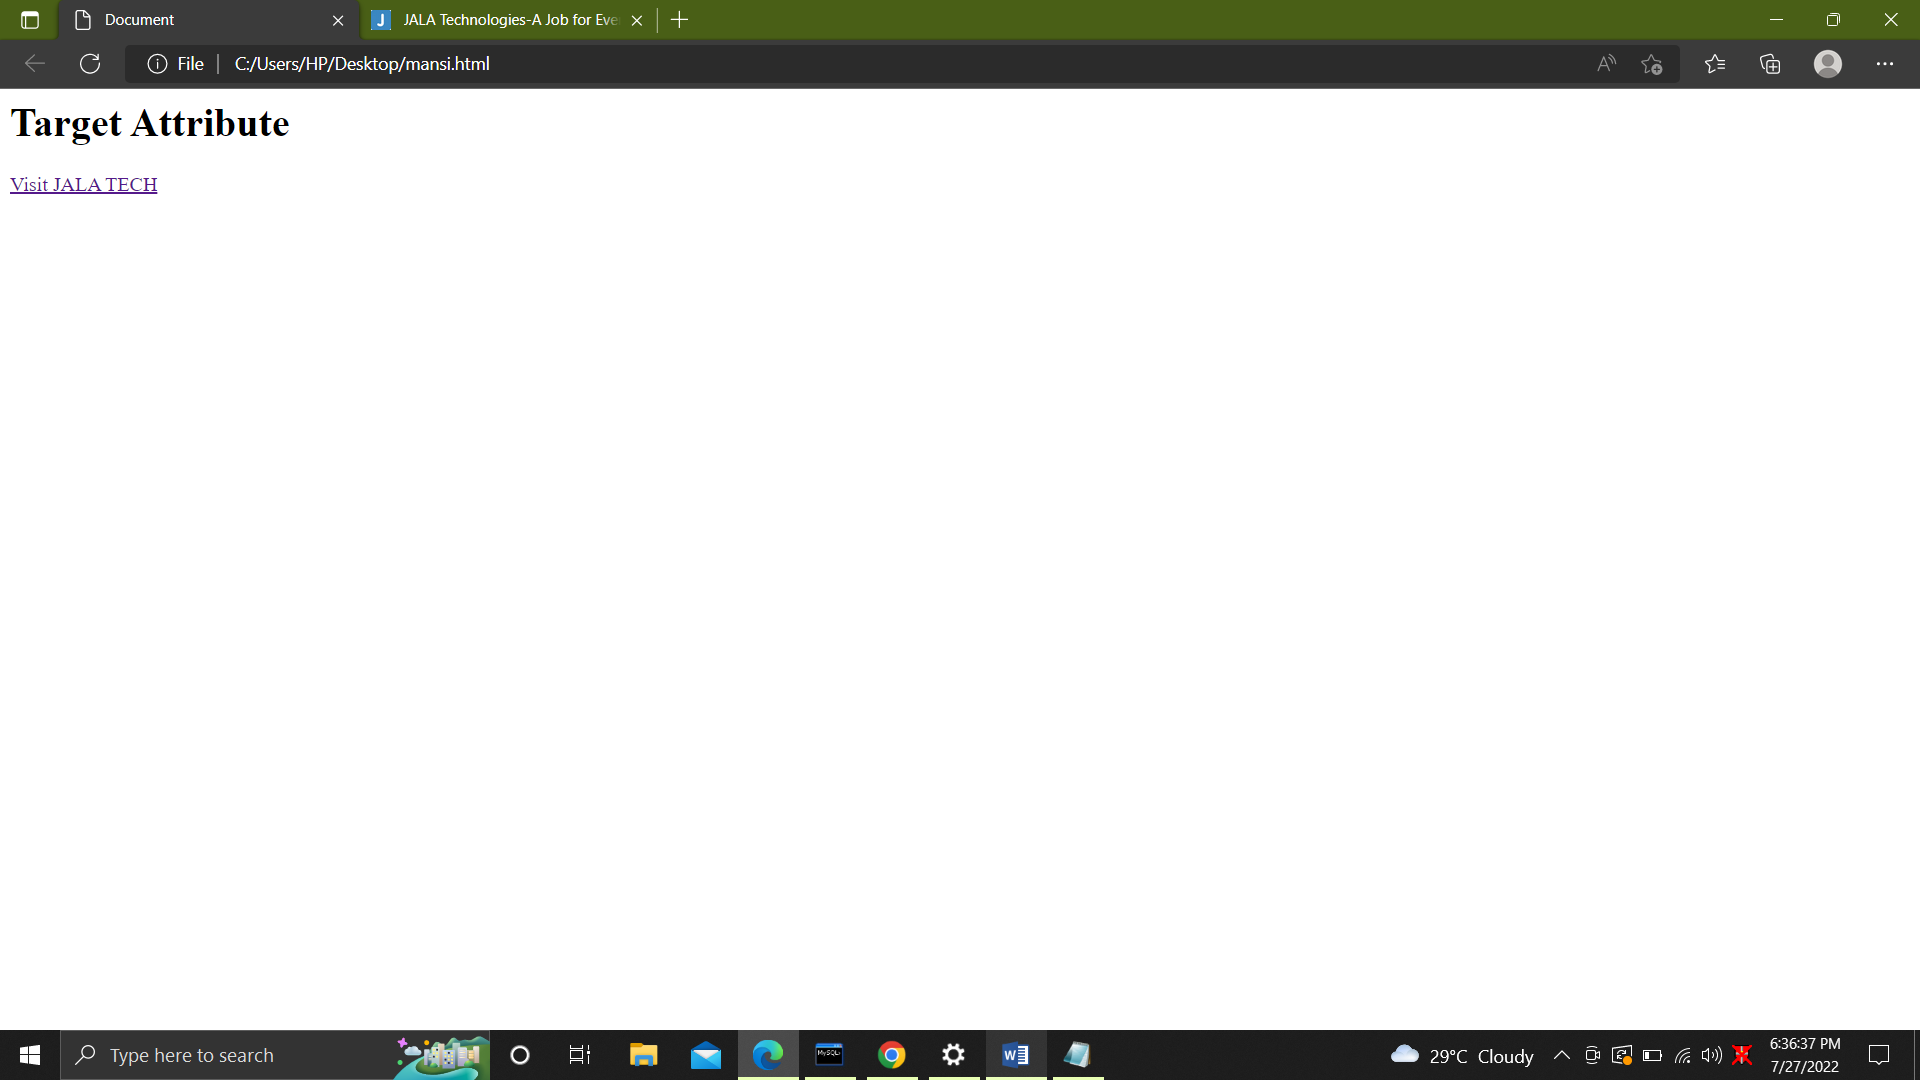 Document
J JALA Technologies-A Job for Eve
File C:/Users/HP/Desktop/mansi.html
Target Attribute
Visit JALA TECH
Type here to search
MySQL
W
29°C Cloudy
6:36:37 PM
7/27/2022